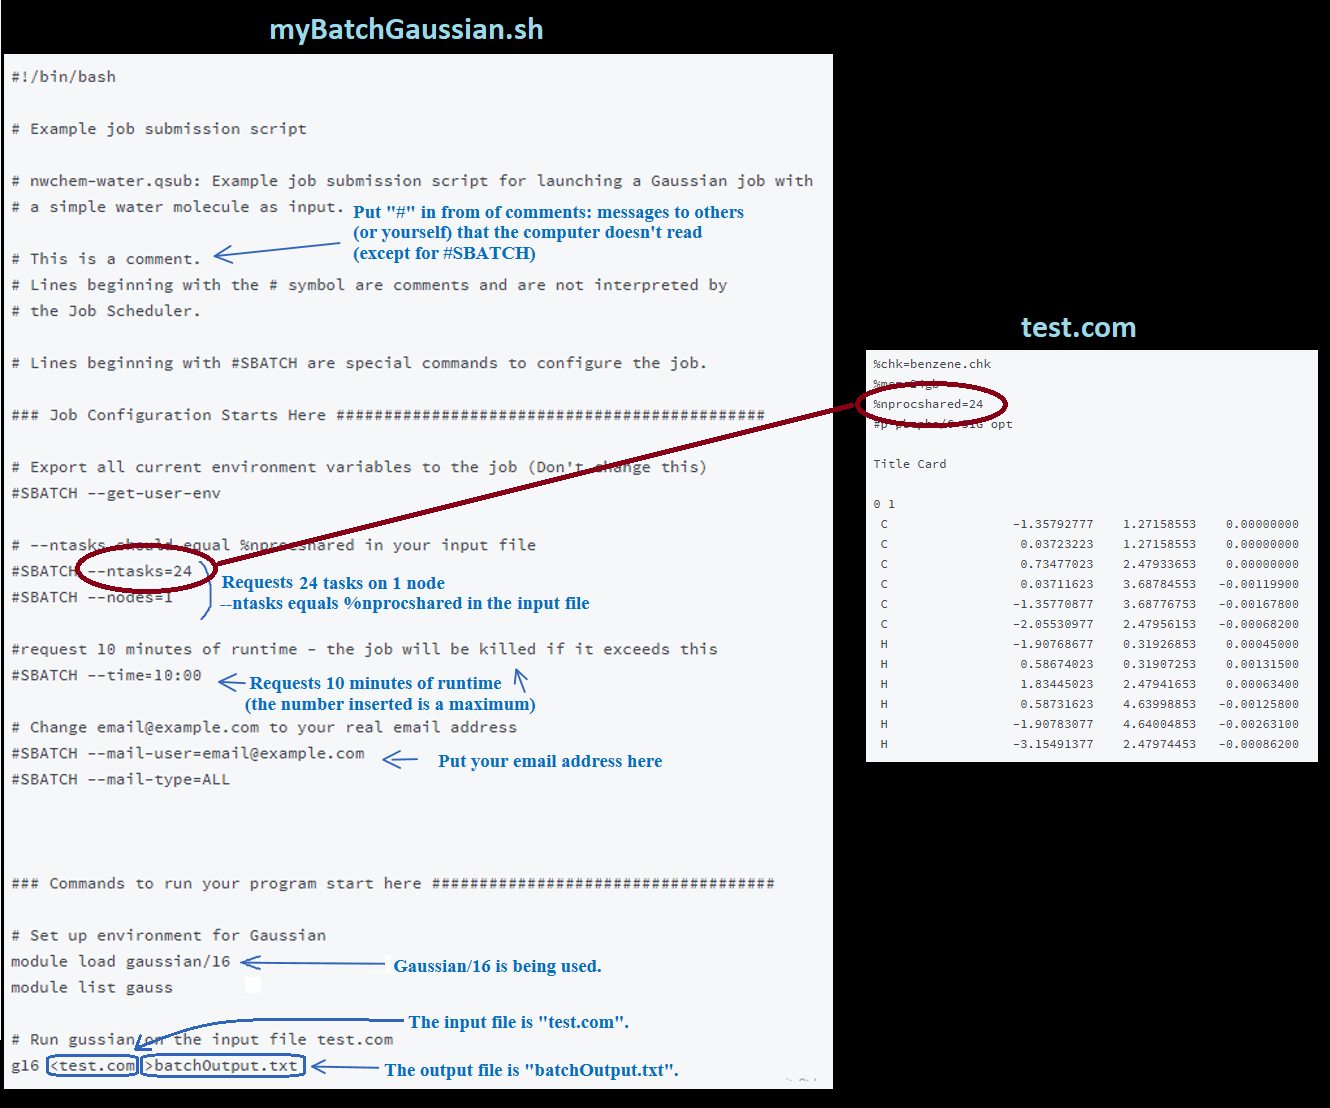 myBatchGaussian.sh
#!/bin/bash
# Example job submission script
# nwchem-water.qsub: Example job submission script for launching a Gaussian job with
# a simple water molecule as input.
Put "#" in from of comments: messages to others
(or yourself) that the computer doesn't read
(except for #SBATCH)
# This is a comment.
# Lines beginning with the # symbol are comments and are not interpreted by
# the Job Scheduler.
# Lines beginning with #SBATCH are special commands to configure the job.
### Job Configuration Starts Here #############################################
# Export all current environment variables to the job (Don't change this)
#SBATCH --get-user-env
# --ntasks should equal %nprocshared in your input file
#SBATCH --ntasks=24
#SBATCH --nodes=1
Requests 24 tasks on 1 node
--ntasks equals %nprocshared in the input file
#request 10 minutes of runtime - the job will be killed if it exceeds this
#SBATCH --time=10:00
Requests 10 minutes of runtime
(the number inserted is a maximum)
# Change email@example.com to your real email address
#SBATCH --mail-user=email@example.com
Put your email address here
#SBATCH --mail-type=ALL
### Commands to run your program start here ####################################
# Set up environment for Gaussian
module load gaussian/16
Gaussian/16 is being used.
module list gauss
The input file is "test.com".
# Run gussian on the input file test.com
g16 <test.com >batchOutput.txt
The output file is "batchOutput.txt".
test.com
%chk=benzene.chk
%nprocshared=24
#p opt
Title Card
0 1
C -1.35792777 1.27158553 0.00000000
C 0.03723223 1.27158553 0.00000000
C 0.73477023 2.47933653 0.00000000
C 0.03711623 3.68784553 -0.00119900
C -1.35770877 3.68776753 -0.00167800
C -2.05530977 2.47956153 -0.00068200
H -1.90768677 0.31926853 0.00045000
H 0.58674023 0.31907253 0.00131500
H 1.83445023 2.47941653 0.00063400
H 0.58731623 4.63998853 -0.00125800
H -1.90783077 4.64004853 -0.00263100
H -3.15491377 2.47974453 -0.00086200